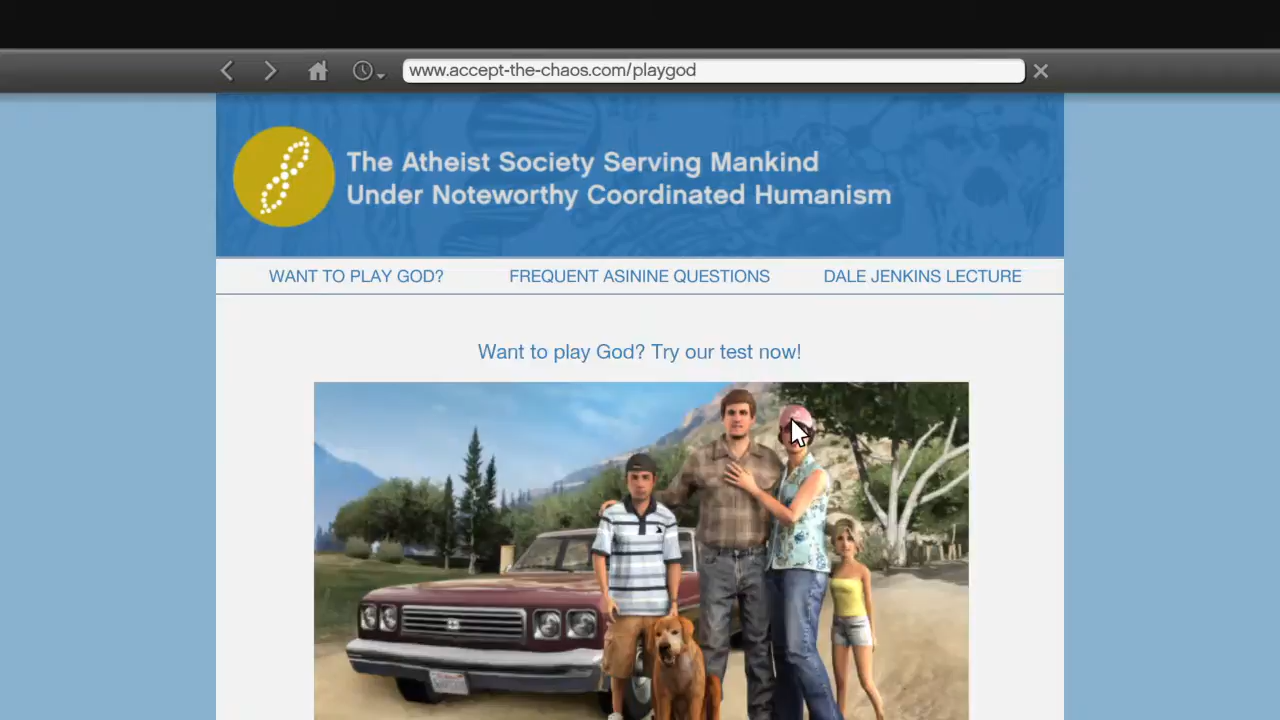 www.accept-the-chaos.com/playgod
The Atheist Society Serving Mankind
Under Noteworthy Coordinated Humanism
WANT TO PLAY GOD?
FREQUENT ASININE QUESTIONS
DALE JENKINS LECTURE
Want to play God? Try our test now!